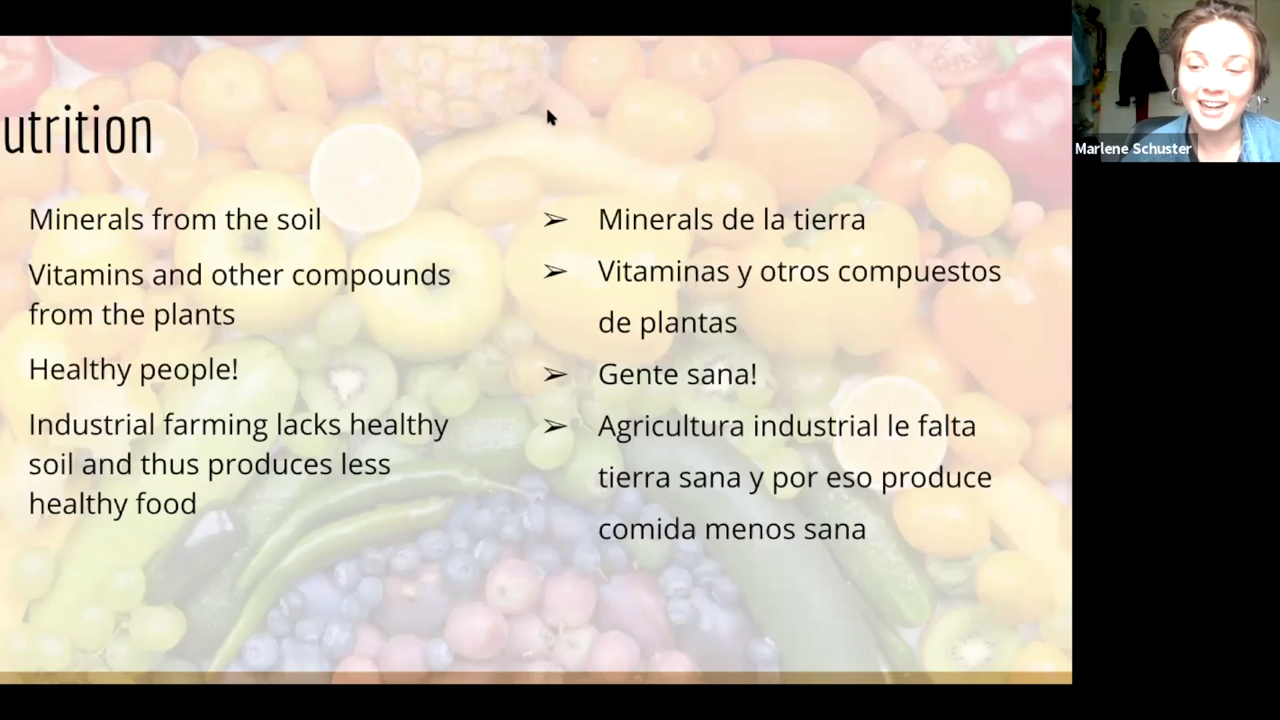 utrition
Minerals from the soil
Vitamins and other compounds
from the plants
Healthy people!
Industrial farming lacks healthy
soil and thus produces less
healthy food
➢ Minerals de la tierra
➢ Vitaminas y otros compuestos
de plantas
➢ Gente sana!
➢ Agricultura industrial le falta
tierra sana y por eso produce
comida menos sana
Marlene Schuster